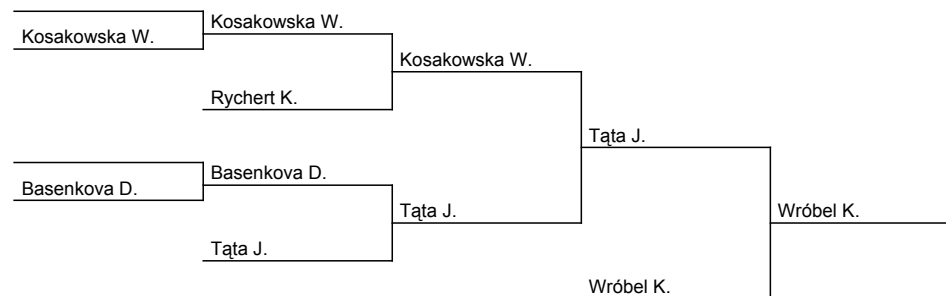 Kosakowska W.
Kosakowska W.
Kosakowska W.
Rychert K.
Tąta J.
Basenkova D.
Basenkova D.
Tąta J.
Wróbel K.
Tąta J.
Wróbel K.